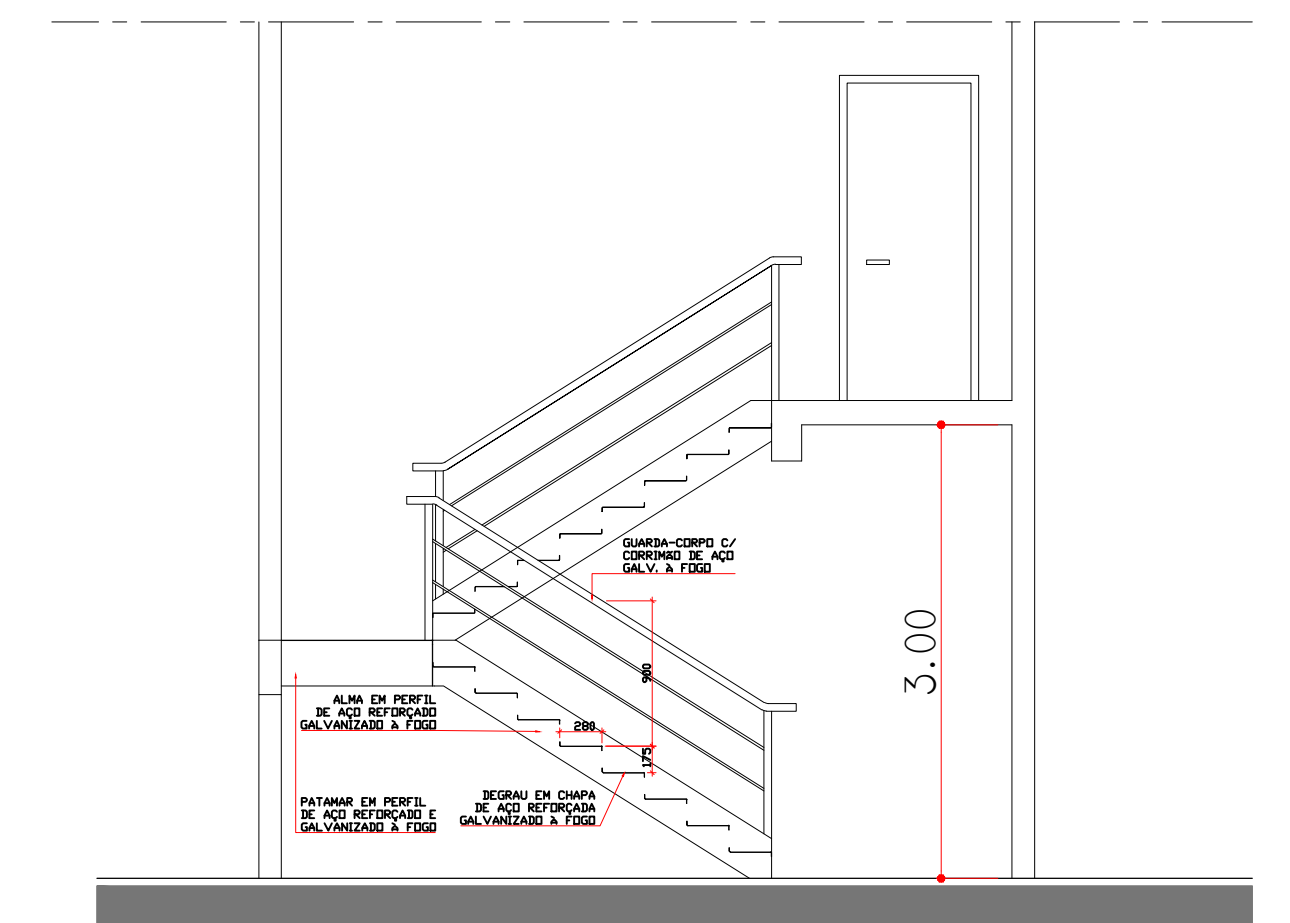 GUARDA-CORPO C/
CORRIMÃO DE AÇO
GALV. À FOGO
900
3.00
ALMA EM PERFIL
DE AÇO REFORÇADO
GALVANIZADO À FOGO
280
175
PATAMAR EM PERFIL
DE AÇO REFORÇADO E
GALVANIZADO À FOGO
DEGRAU EM CHAPA
DE AÇO REFORÇADA
GALVANIZADO À FOGO